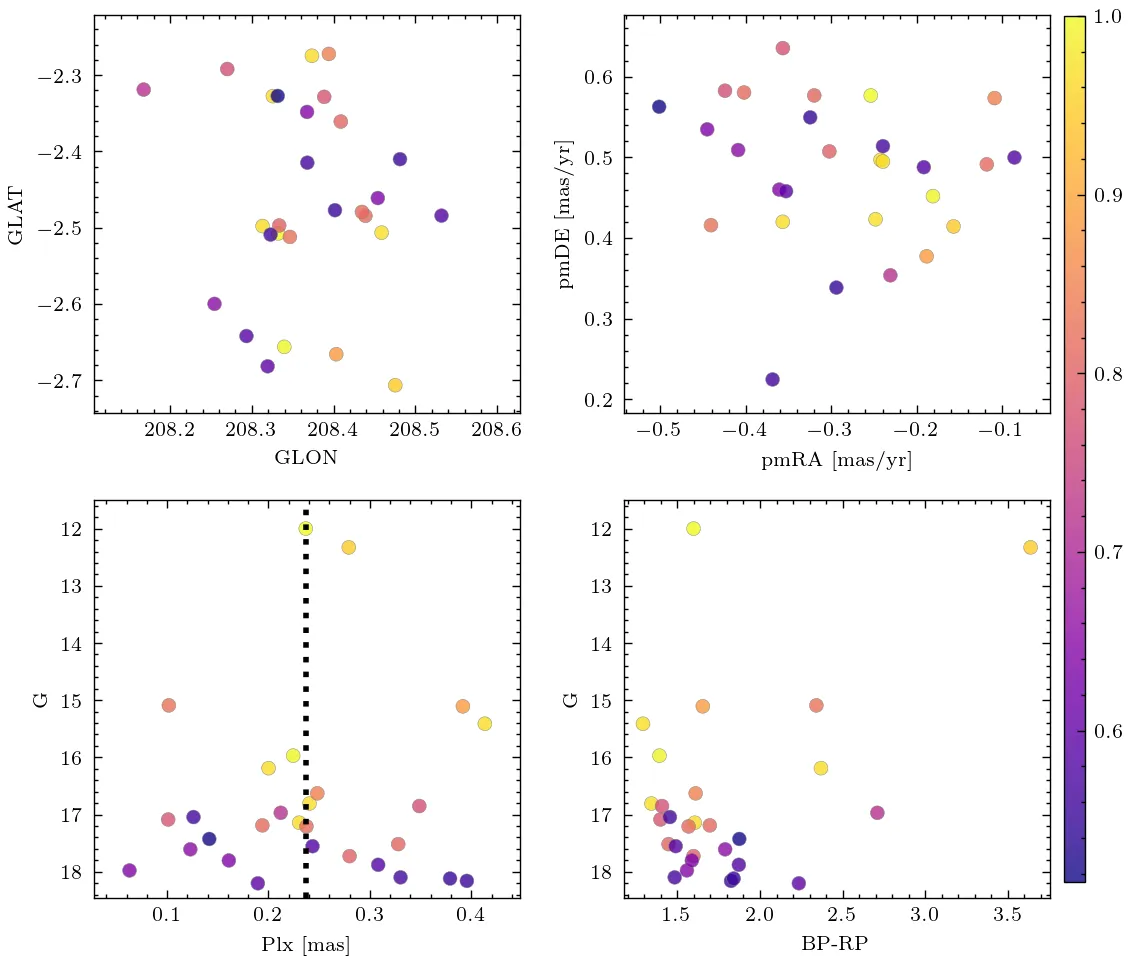 −2.3
−2.4
−2.5
−2.6
−2.7
GLAT
208.2 208.3 208.4 208.5 208.6
GLON
0.6
0.5
0.4
0.3
0.2
pmDE [mas/yr]
−0.5 −0.4 −0.3 −0.2 −0.1
pmRA [mas/yr]
1.0
0.9
0.8
0.7
0.6
12
13
14
15
16
17
18
G
0.1 0.2 0.3 0.4
Plx [mas]
12
13
14
15
16
17
18
G
1.5 2.0 2.5 3.0 3.5
BP-RP